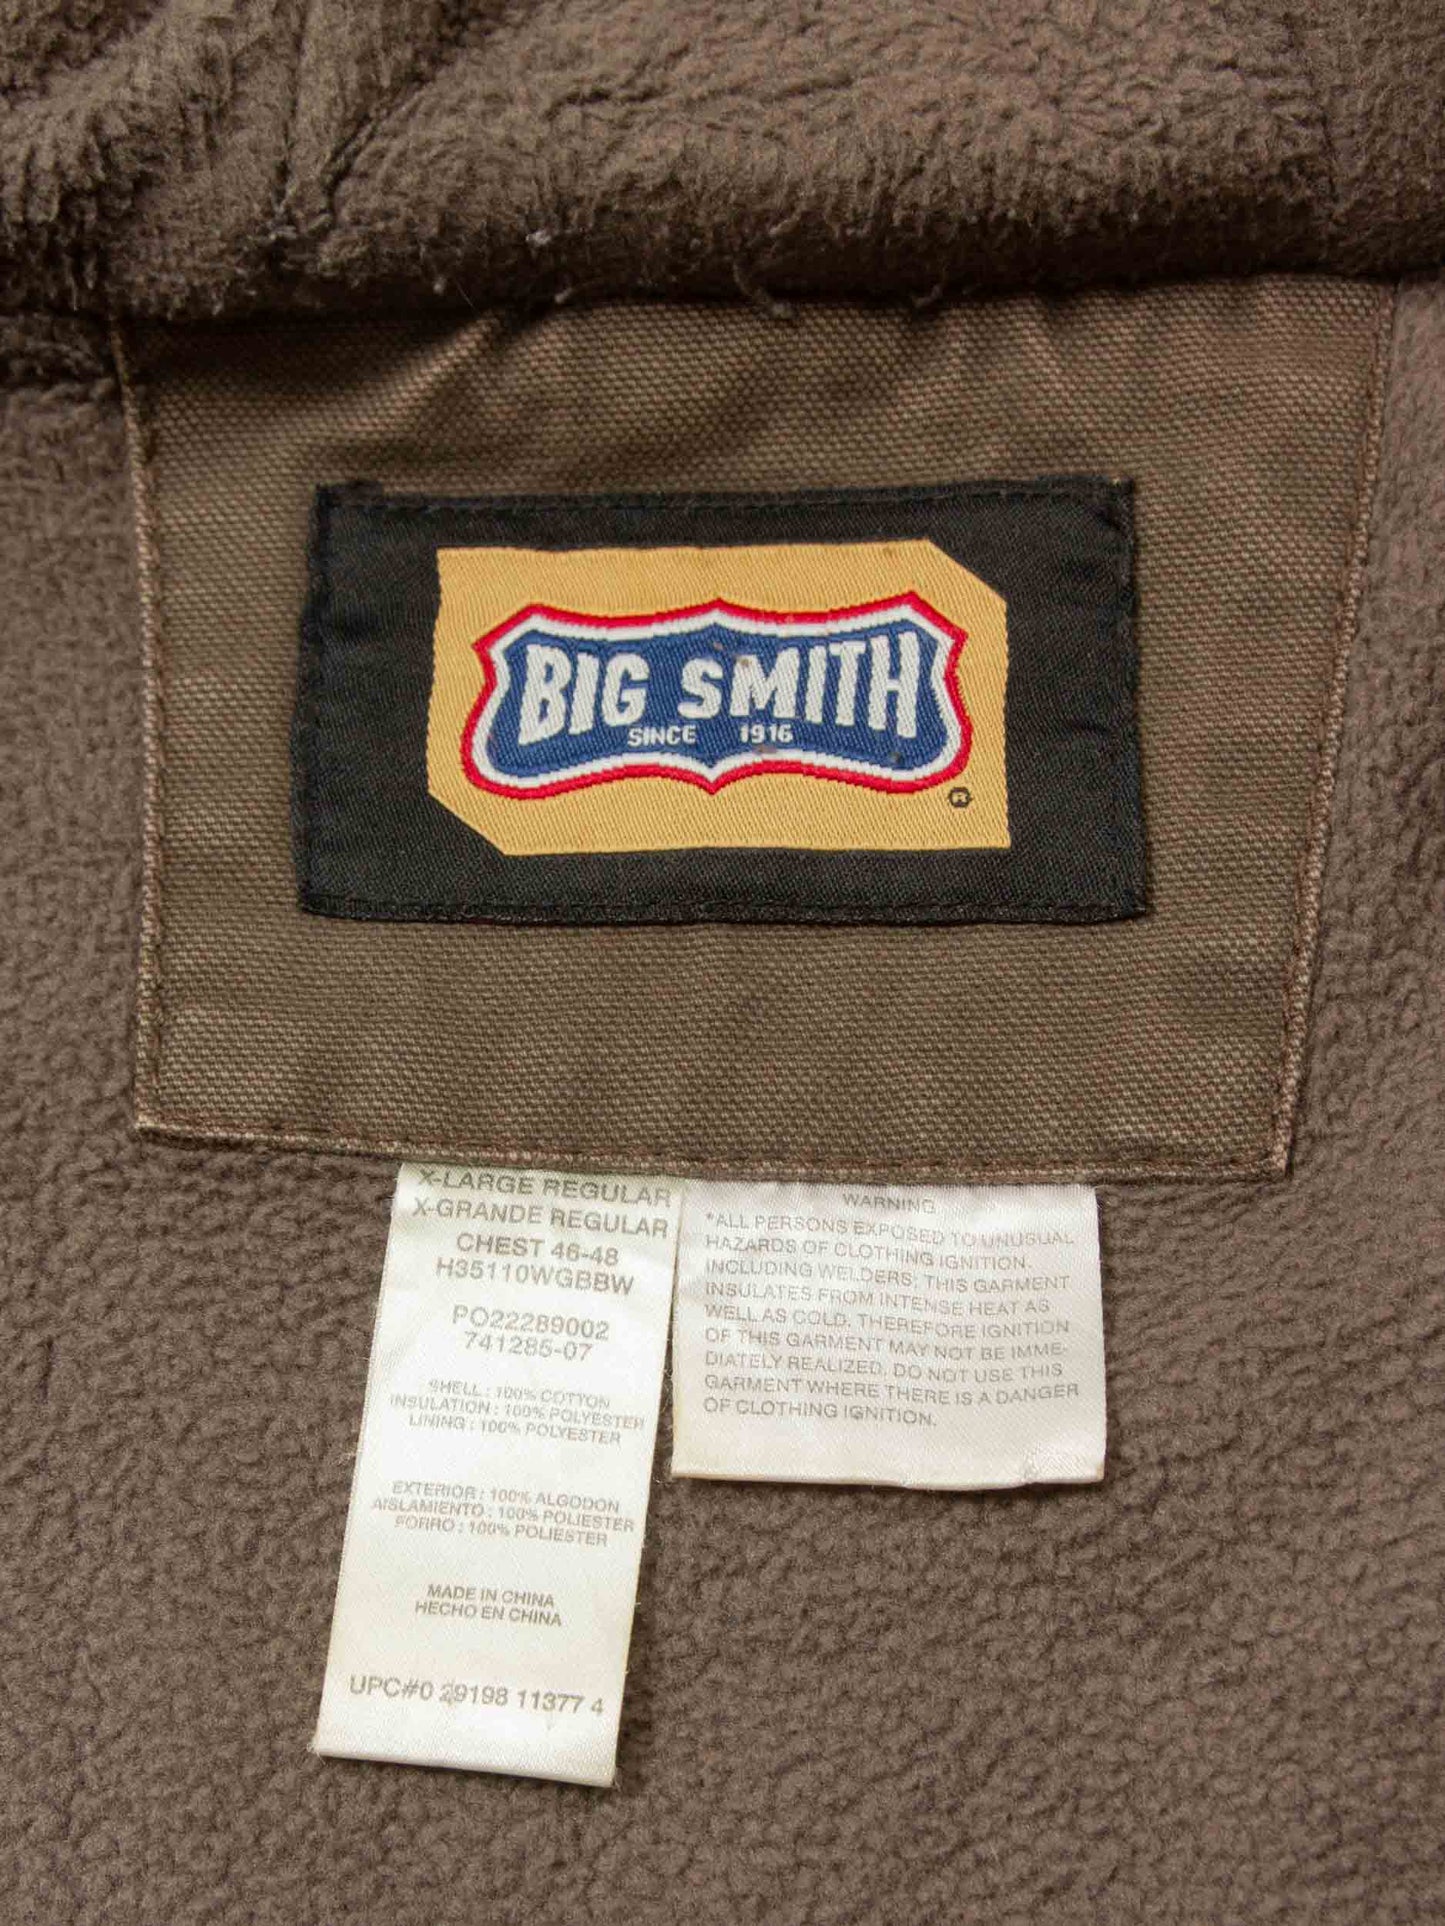 BIG SMITH
SINCE 1916
®
X-LARGE REGULAR
X-GRANDE REGULAR
CHEST 46-48
H35110WGBBW
PO22289002
741285-07
SHELL : 100% COTTON
INSULATION : 100% POLYESTER
LINING : 100% POLYESTER
EXTERIOR : 100% ALGODON
AISLAMIENTO : 100% POLIESTER
FORRO : 100% POLIESTER
MADE IN CHINA
HECHO EN CHINA
UPC#0 29198 11377 4
WARNING
*ALL PERSONS EXPOSED TO UNUSUAL
HAZARDS OF CLOTHING IGNITION.
INCLUDING WELDERS; THIS GARMENT
INSULATES FROM INTENSE HEAT AS
WELL AS COLD. THEREFORE IGNITION
OF THIS GARMENT MAY NOT BE IMME-
DIATELY REALIZED. DO NOT USE THIS
GARMENT WHERE THERE IS A DANGER
OF CLOTHING IGNITION.